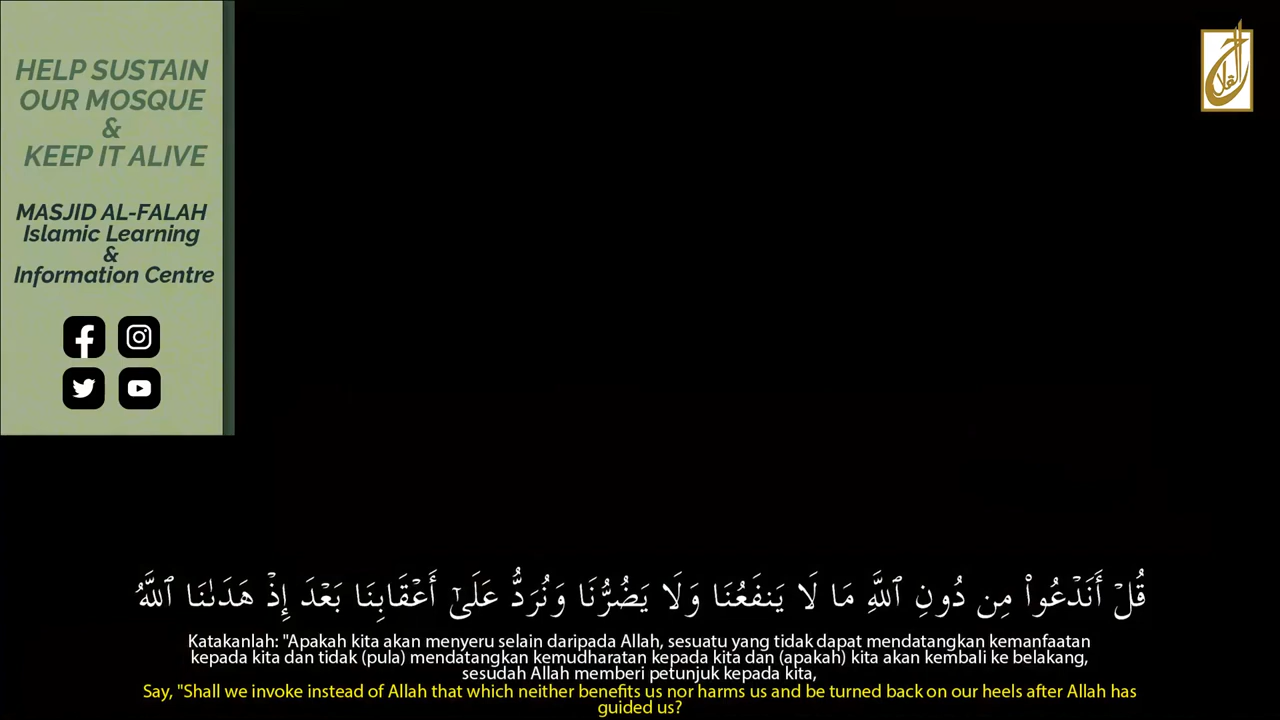 HELP SUSTAIN
OUR MOSQUE
&
KEEP IT ALIVE
MASJID AL-FALAH
Islamic Learning
&
Information Centre
الفلاح
قُلْ أَنَدْعُوا۟ مِن دُونِ ٱللَّهِ مَا لَا يَنفَعُنَا وَلَا يَضُرُّنَا وَنُرَدُّ عَلَىٰٓ أَعْقَابِنَا بَعْدَ إِذْ هَدَىٰنَا ٱللَّهُ
Katakanlah: "Apakah kita akan menyeru selain daripada Allah, sesuatu yang tidak dapat mendatangkan kemanfaatan
kepada kita dan tidak (pula) mendatangkan kemudharatan kepada kita dan (apakah) kita akan kembali ke belakang,
sesudah Allah memberi petunjuk kepada kita,
Say, "Shall we invoke instead of Allah that which neither benefits us nor harms us and be turned back on our heels after Allah has
guided us?